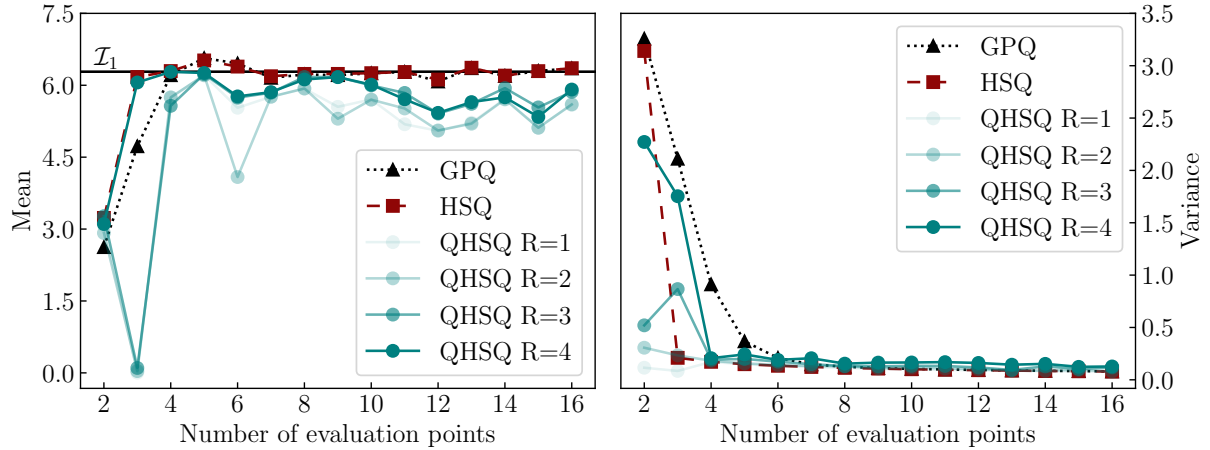 7.5
6.0
4.5
3.0
1.5
0.0
Mean
I₁
GPQ
HSQ
QHSQ R=1
QHSQ R=2
QHSQ R=3
QHSQ R=4
2 4 6 8 10 12 14 16
Number of evaluation points
GPQ
HSQ
QHSQ R=1
QHSQ R=2
QHSQ R=3
QHSQ R=4
3.5
3.0
2.5
2.0
1.5
1.0
0.5
0.0
Variance
2 4 6 8 10 12 14 16
Number of evaluation points